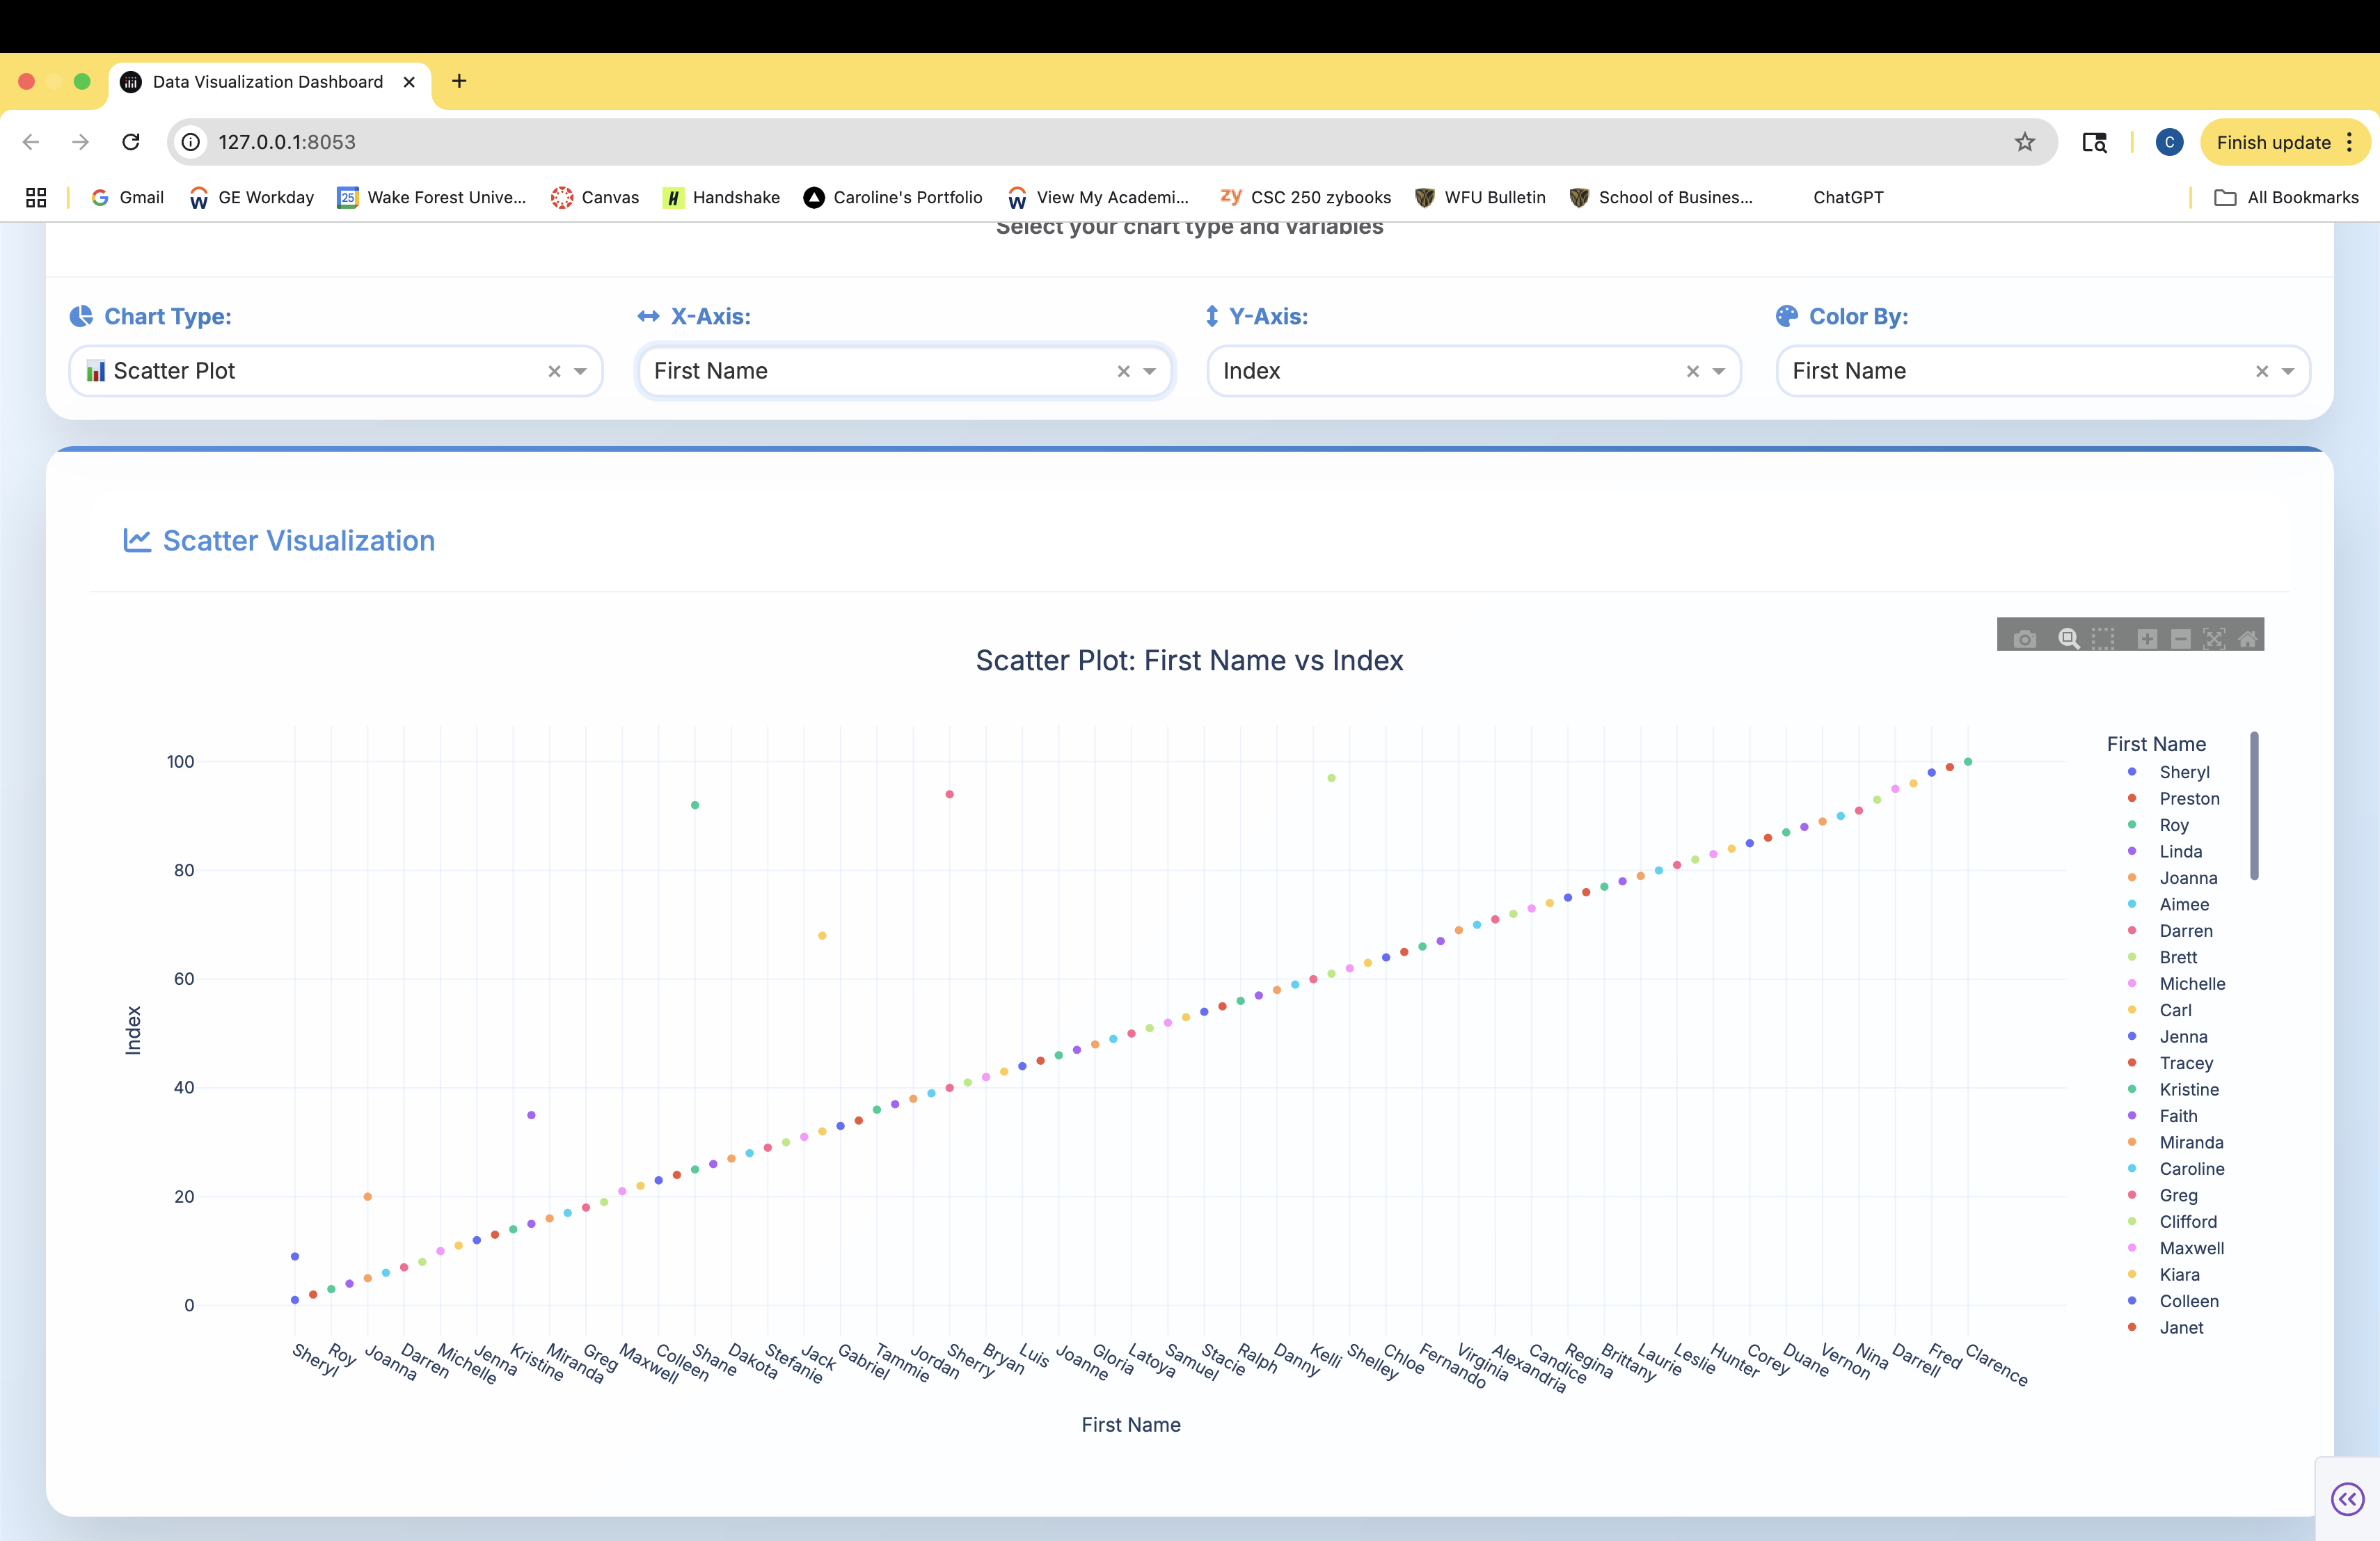 Data Visualization Dashboard
127.0.0.1:8053
C
Finish update
Gmail
GE Workday
25
Wake Forest Unive...
Canvas
H
Handshake
Caroline's Portfolio
View My Academi...
zy
CSC 250 zybooks
WFU Bulletin
School of Busines...
ChatGPT
All Bookmarks
Select your chart type and variables
Chart Type:
X-Axis:
Y-Axis:
Color By:
Scatter Plot
First Name
Index
First Name
Scatter Visualization
Scatter Plot: First Name vs Index
100
80
60
40
20
0
Index
Sheryl
Roy
Joanna
Darren
Michelle
Jenna
Kristine
Miranda
Greg
Maxwell
Colleen
Shane
Dakota
Stefanie
Jack
Gabriel
Tammie
Jordan
Sherry
Bryan
Luis
Joanne
Gloria
Latoya
Samuel
Stacie
Ralph
Danny
Kelli
Shelley
Chloe
Fernando
Virginia
Alexandria
Candice
Regina
Brittany
Laurie
Leslie
Hunter
Corey
Duane
Vernon
Nina
Darrell
Fred
Clarence
First Name
First Name
Sheryl
Preston
Roy
Linda
Joanna
Aimee
Darren
Brett
Michelle
Carl
Jenna
Tracey
Kristine
Faith
Miranda
Caroline
Greg
Clifford
Maxwell
Kiara
Colleen
Janet